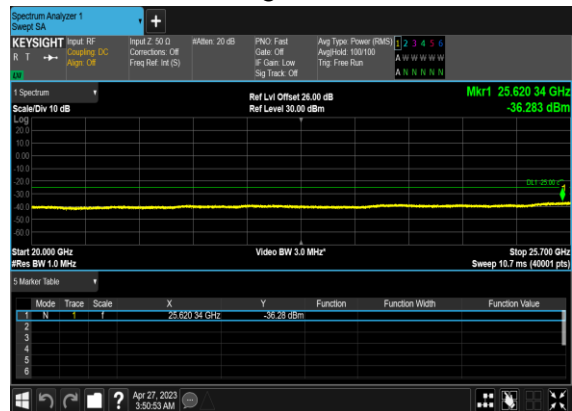 Spectrum Analyzer 1
Swept SA
+
KEYSIGHT Input: RF Input Z: 50 Ω #Atten: 20 dB PNO: Fast Avg Type: Power (RMS) 1 2 3 4 5 6
R T Coupling: DC Corrections: Off Gate: Off Avg|Hold: 100/100 A W W W W W
Align: Off Freq Ref: Int (S) IF Gain: Low Trig: Free Run
LW Sig Track: Off A N N N N N
1 Spectrum Ref Lvl Offset 26.00 dB Mkr1 25.620 34 GHz
Scale/Div 10 dB Ref Level 30.00 dBm -36.283 dBm
Log
20.0
10.0
0.00
-10.0
-20.0 DL1 -25.00
-30.0
-40.0
-50.0
-60.0
Start 20.000 GHz Video BW 3.0 MHz* Stop 25.700 GHz
#Res BW 1.0 MHz Sweep 10.7 ms (40001 pts)
5 Marker Table
Mode Trace Scale X Y Function Function Width Function Value
1 N 1 f 25.620 34 GHz -36.28 dBm
2
3
4
5
6
? Apr 27, 2023
3:50:53 AM